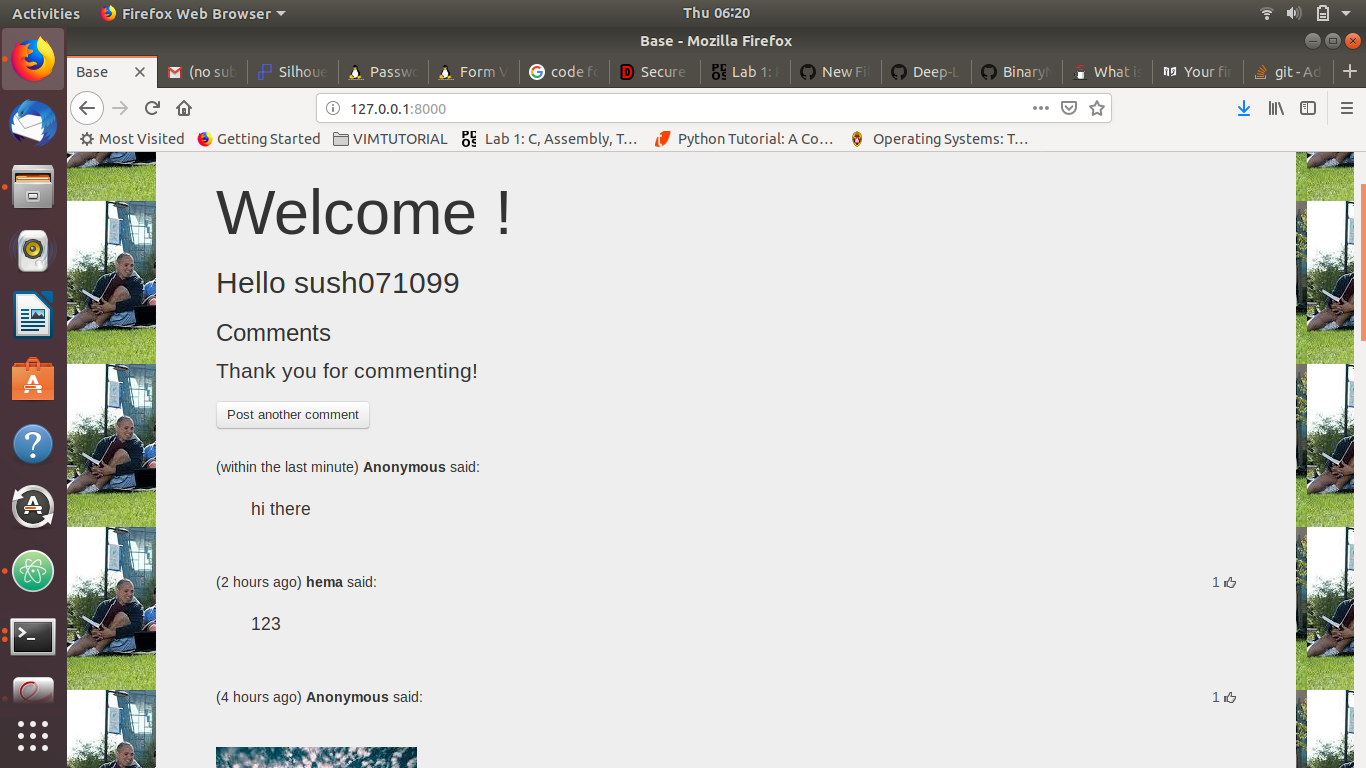 Activities Firefox Web Browser Thu 06:20
Base - Mozilla Firefox
Base (no sub Silhoue Passwo Form V code fo Secure Lab 1: New Fi Deep-L Binary What is Your fir git - Ad
127.0.0.1:8000
Most Visited Getting Started VIMTUTORIAL Lab 1: C, Assembly, T… Python Tutorial: A Co… Operating Systems: T…
Welcome !
Hello sush071099
Comments
Thank you for commenting!
Post another comment
(within the last minute) Anonymous said:
hi there
(2 hours ago) hema said: 1
123
(4 hours ago) Anonymous said: 1